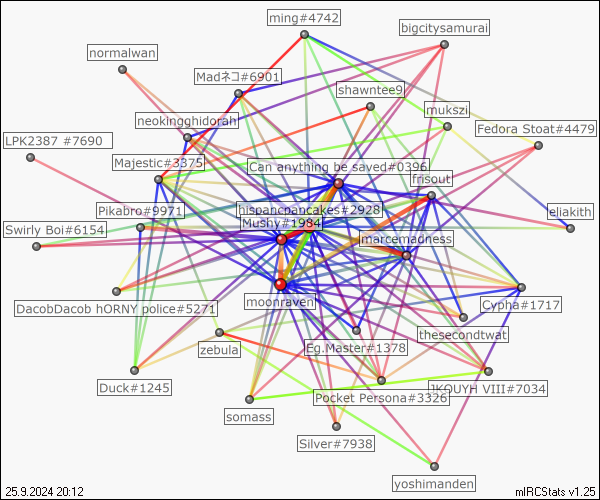 ming#4742
bigcitysamurai
normalwan
Madネコ#6901
shawntee9
mukszi
neokingghidorah
Fedora Stoat#4479
LPK2387 #7690
Majestic#3375
Can anything be saved#0396
frisout
Pikabro#9971
hispancpancakes#2928
eliakith
Swirly Boi#6154
Mushy#1984
marcemadness
moonraven
DacobDacob hORNY police#5271
Cypha#1717
thesecondtwat
zebula
Eg.Master#1378
Duck#1245
Pocket Persona#3326
JKOUYH VIII#7034
somass
Silver#7938
yoshimanden
25.9.2024 20:12
mIRCStats v1.25